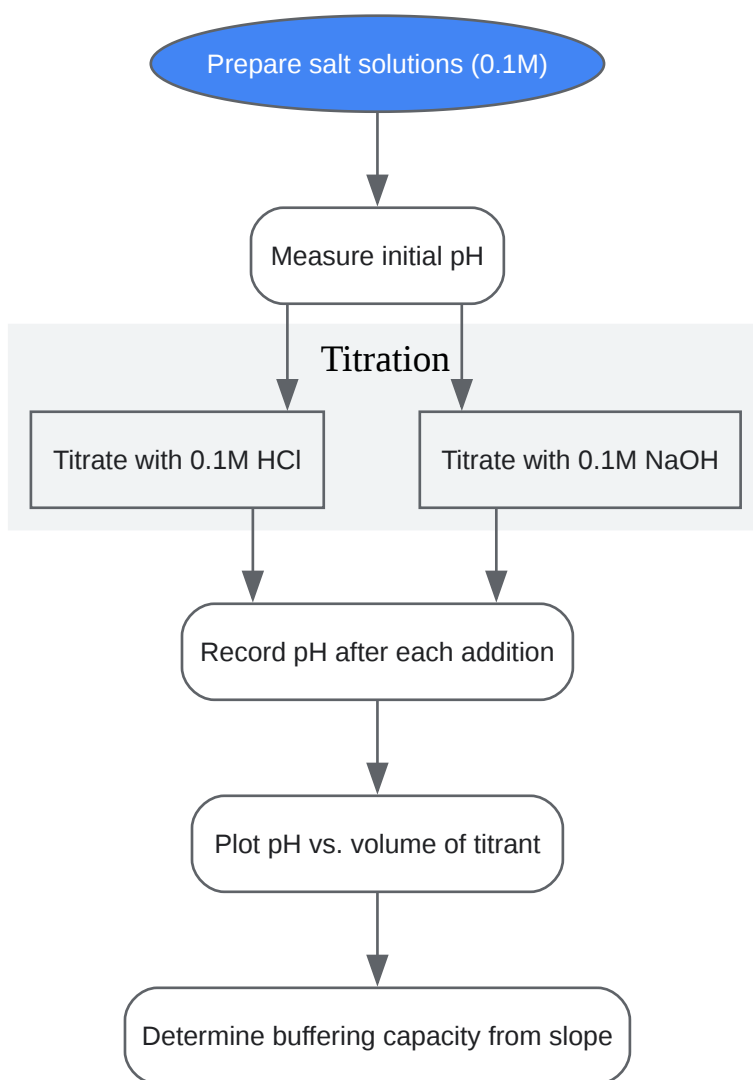 Prepare salt solutions (0.1M)
Measure initial pH
Titration
Titrate with 0.1M HCl
Titrate with 0.1M NaOH
Record pH after each addition
Plot pH vs. volume of titrant
Determine buffering capacity from slope